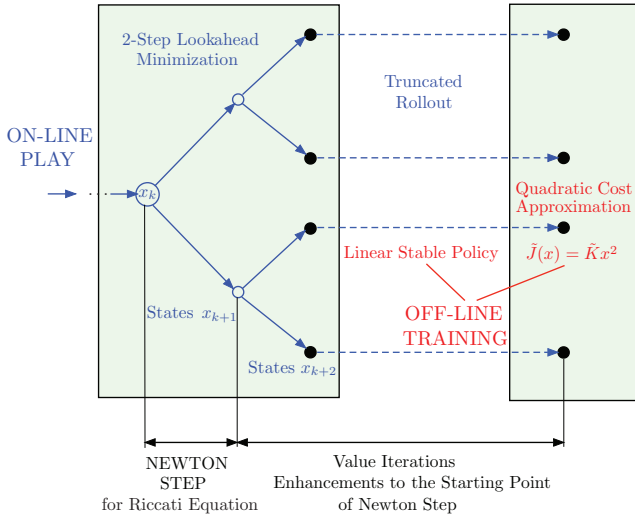 2-Step Lookahead
Minimization
Truncated
Rollout
ON-LINE
PLAY
x_k
Quadratic Cost
Approximation
Linear Stable Policy
J̃(x) = K̃x²
States x_{k+1}
OFF-LINE
TRAINING
States x_{k+2}
NEWTON
STEP
for Riccati Equation
Value Iterations
Enhancements to the Starting Point
of Newton Step